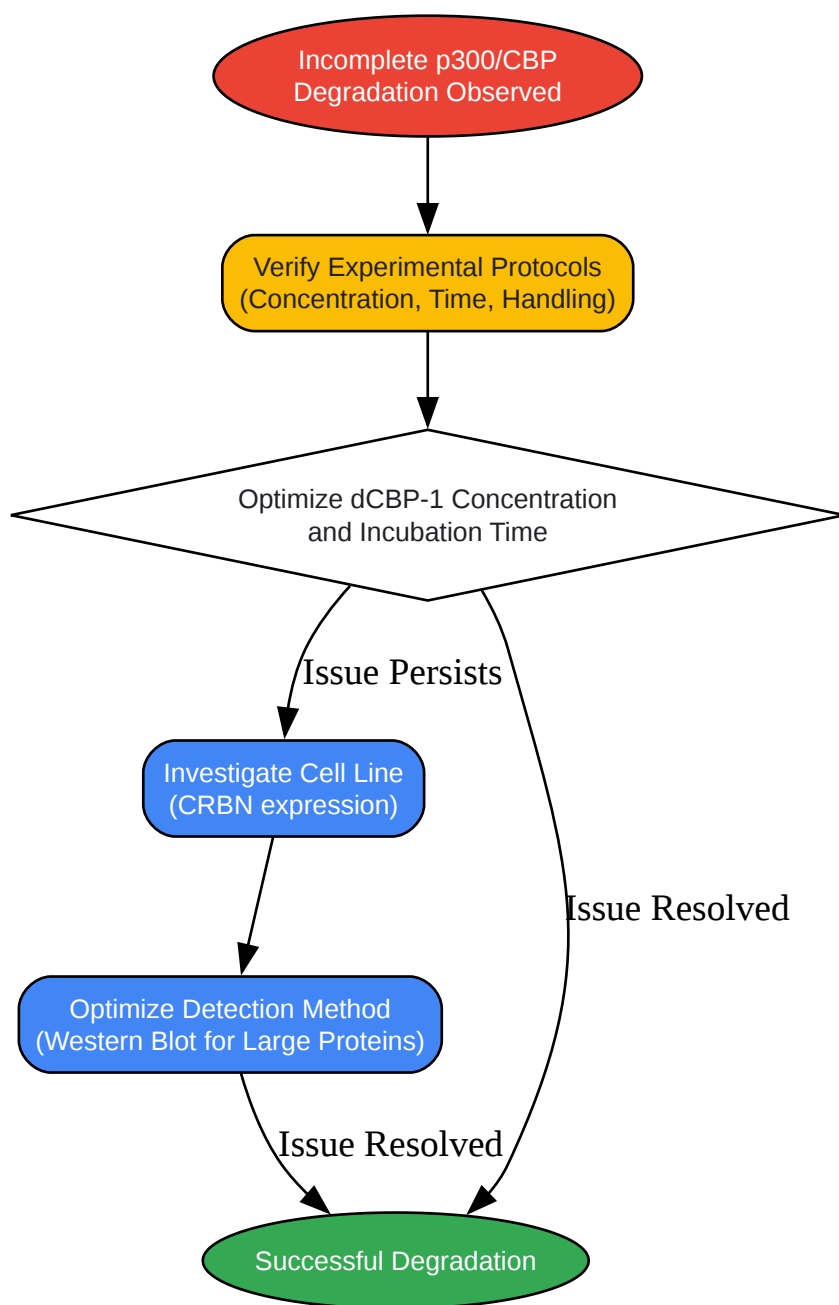 Incomplete p300/CBP
Degradation Observed
Verify Experimental Protocols
(Concentration, Time, Handling)
Optimize dCBP-1 Concentration
and Incubation Time
Issue Persists
Investigate Cell Line
(CRBN expression)
Issue Resolved
Optimize Detection Method
(Western Blot for Large Proteins)
Issue Resolved
Successful Degradation